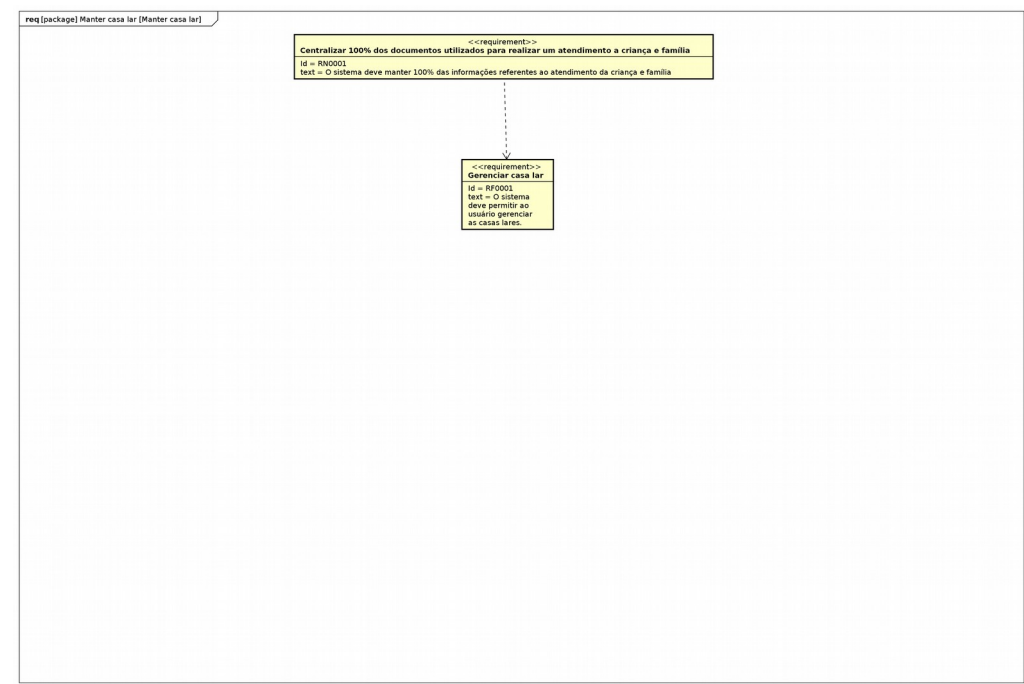 req [package] Manter casa lar [Manter casa lar]
<<requirement>>
Centralizar 100% dos documentos utilizados para realizar um atendimento a criança e família
Id = RN0001
text = O sistema deve manter 100% das informações referentes ao atendimento da criança e família
<<requirement>>
Gerenciar casa lar
Id = RF0001
text = O sistema
deve permitir ao
usuário gerenciar
as casas lares.